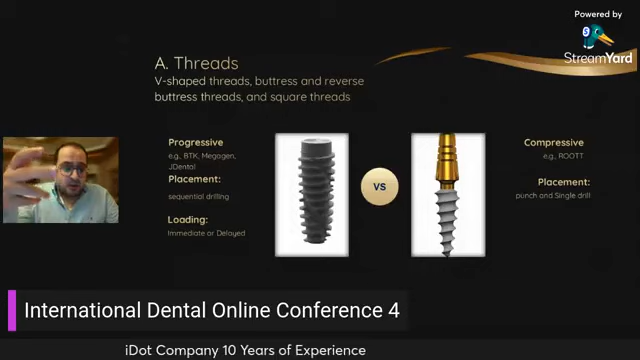 Powered by
StreamYard
A. Threads
V-shaped threads, buttress and reverse
buttress threads, and square threads
Progressive
e.g., BTK, Megagen,
JDental
Placement:
sequential drilling
Loading:
Immediate or Delayed
VS
Compressive
e.g., ROOTT
Placement:
punch and Single drill
International Dental Online Conference 4
iDot Company 10 Years of Experience